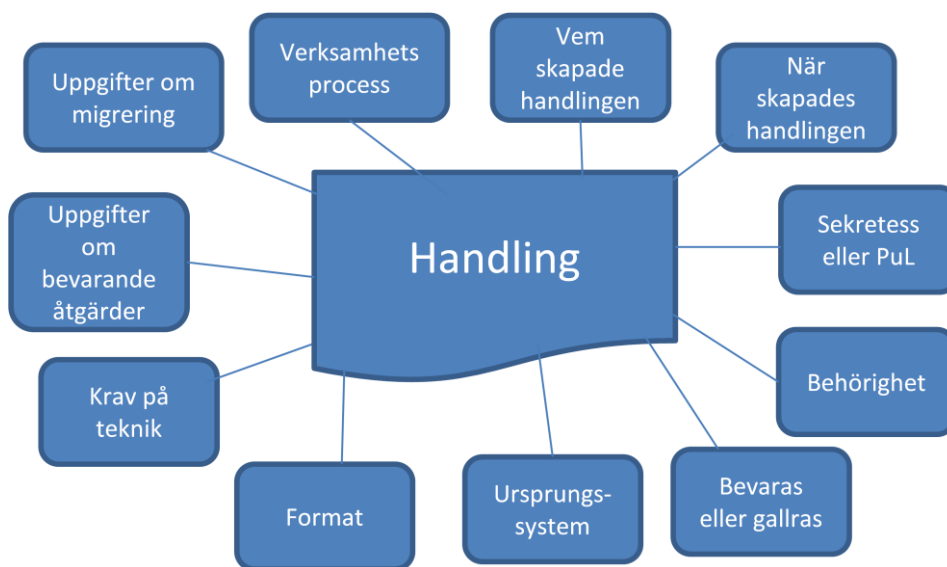 Uppgifter om
migrering
Verksamhets
process
Vem
skapade
handlingen
När
skapades
handlingen
Uppgifter
om
bevarande
åtgärder
Handling
Sekretess
eller PuL
Krav på
teknik
Behörighet
Format
Ursprungs-
system
Bevaras
eller gallras